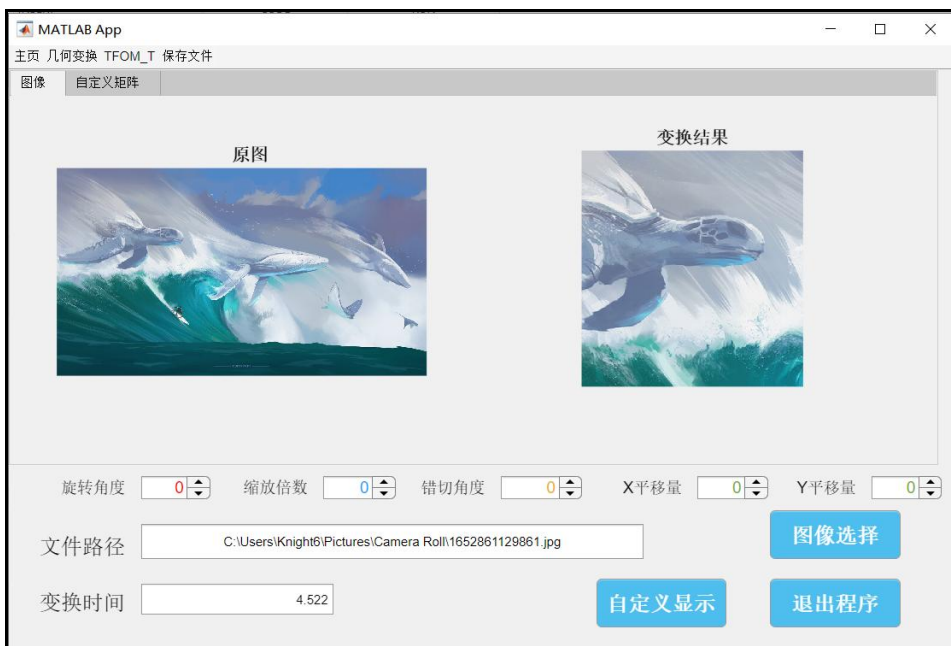 MATLAB App
主页 几何变换 TFOM_T 保存文件
图像 自定义矩阵
原图
变换结果
旋转角度 0 缩放倍数 0 错切角度 0 X平移量 0 Y平移量 0
文件路径 C:\Users\Knight6\Pictures\Camera Roll\1652861129861.jpg 图像选择
变换时间 4.522 自定义显示 退出程序